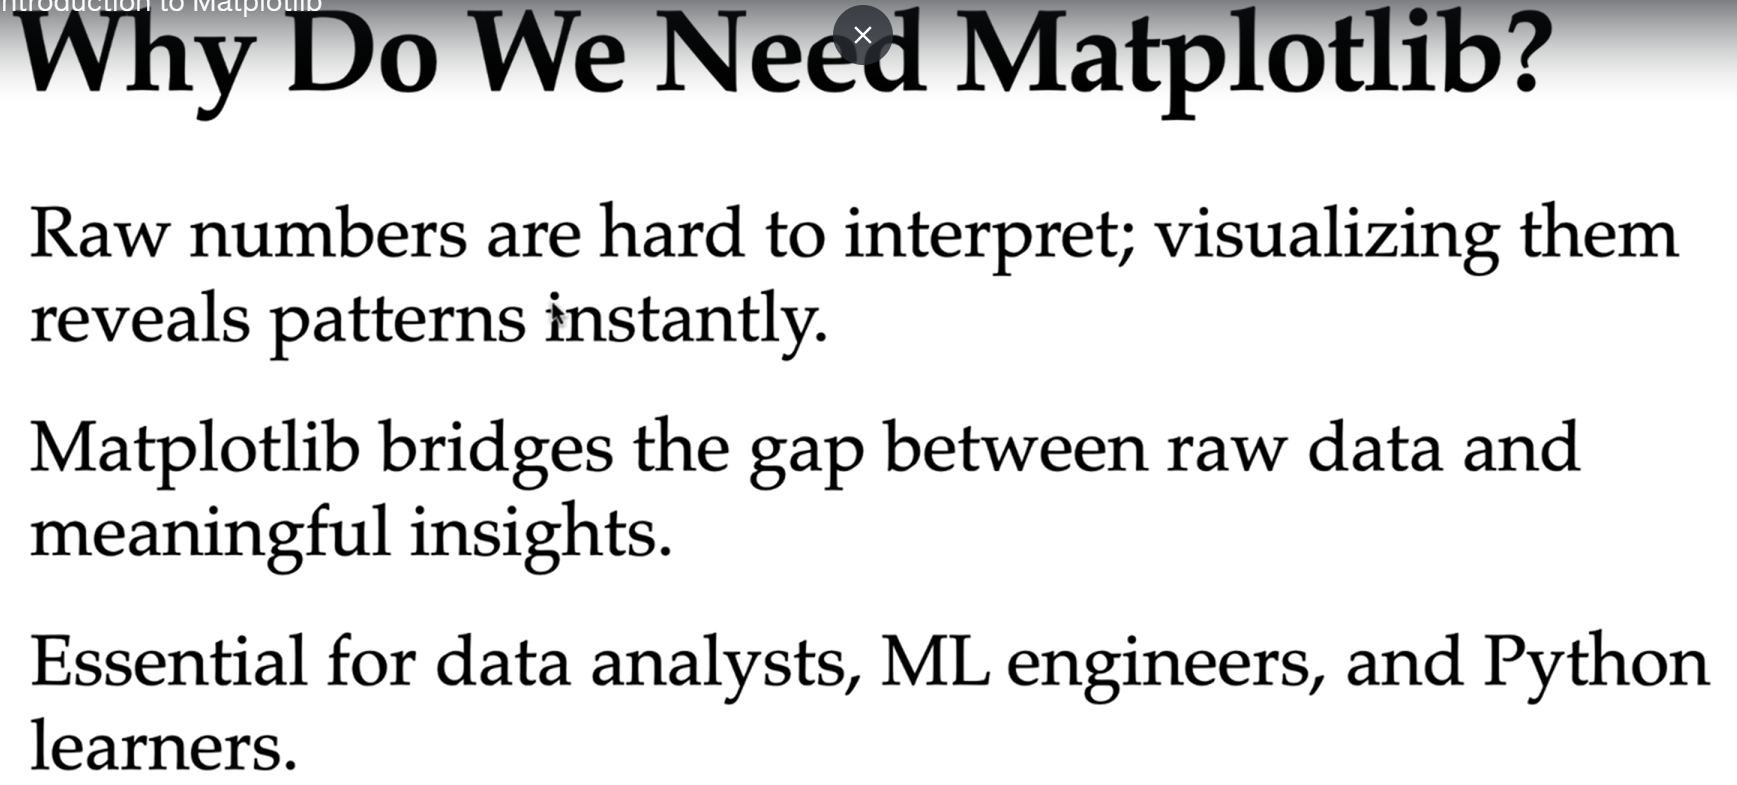 ntroduction to Matplotlib
Why Do We Need Matplotlib?
Raw numbers are hard to interpret; visualizing them
reveals patterns instantly.
Matplotlib bridges the gap between raw data and
meaningful insights.
Essential for data analysts, ML engineers, and Python
learners.